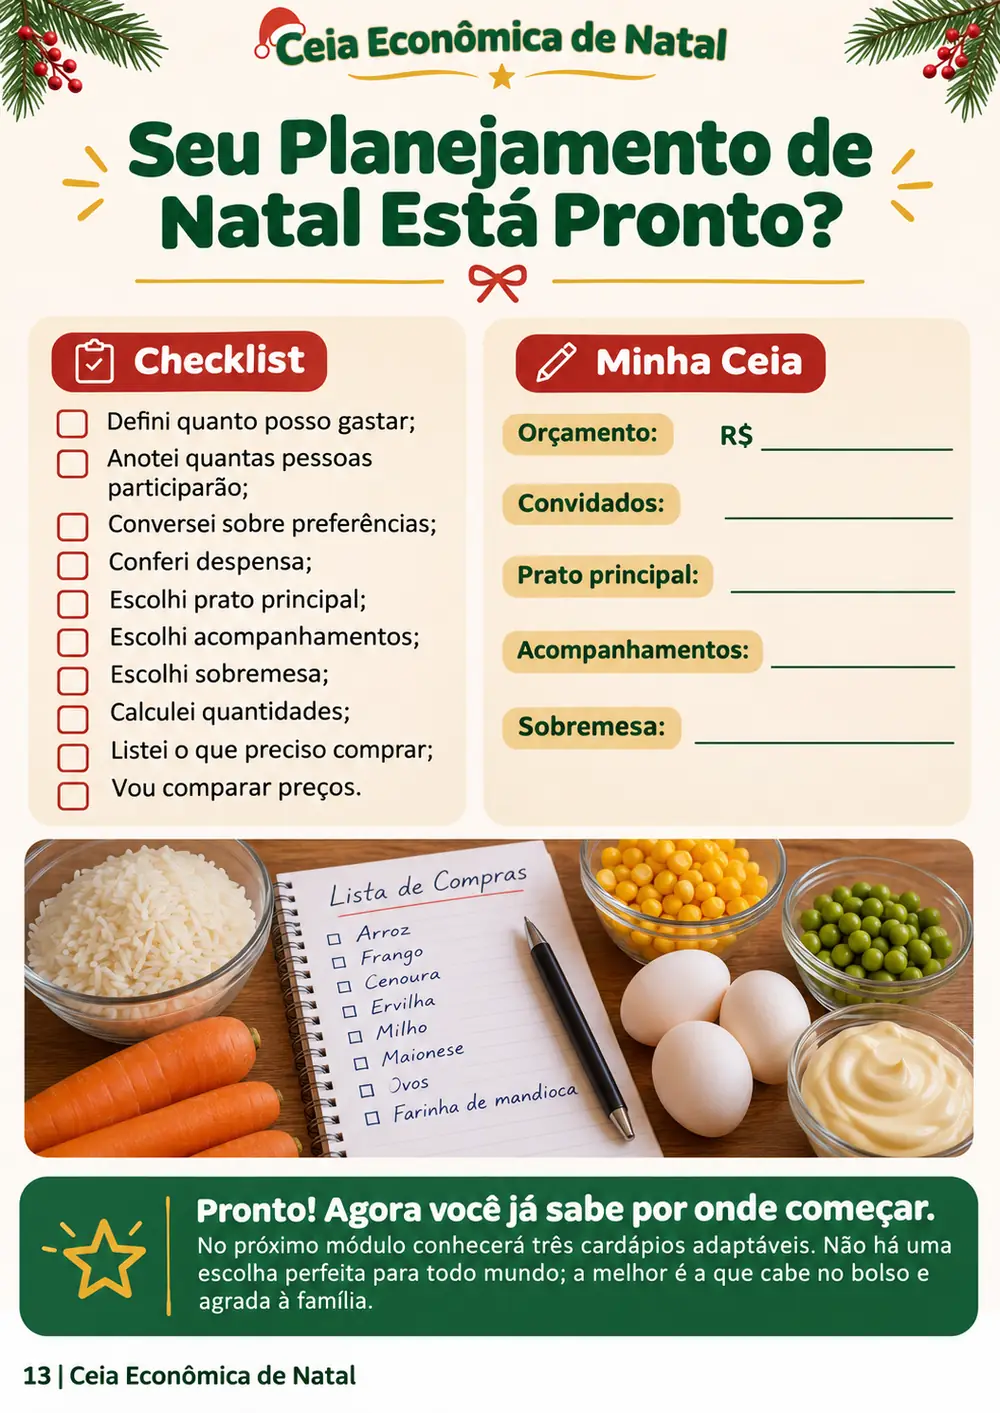 Ceia Econômica de Natal
Seu Planejamento de
Natal Está Pronto?
Checklist
Defini quanto posso gastar;
Anotei quantas pessoas
participarão;
Conversei sobre preferências;
Conferi despensa;
Escolhi prato principal;
Escolhi acompanhamentos;
Escolhi sobremesa;
Calculei quantidades;
Listei o que preciso comprar;
Vou comparar preços.
Minha Ceia
Orçamento: R$
Convidados:
Prato principal:
Acompanhamentos:
Sobremesa:
Lista de Compras
Arroz
Frango
Cenoura
Ervilha
Milho
Maionese
Ovos
Farinha de mandioca
Pronto! Agora você já sabe por onde começar.
No próximo módulo conhecerá três cardápios adaptáveis. Não há uma
escolha perfeita para todo mundo; a melhor é a que cabe no bolso e
agrada à família.
13 | Ceia Econômica de Natal